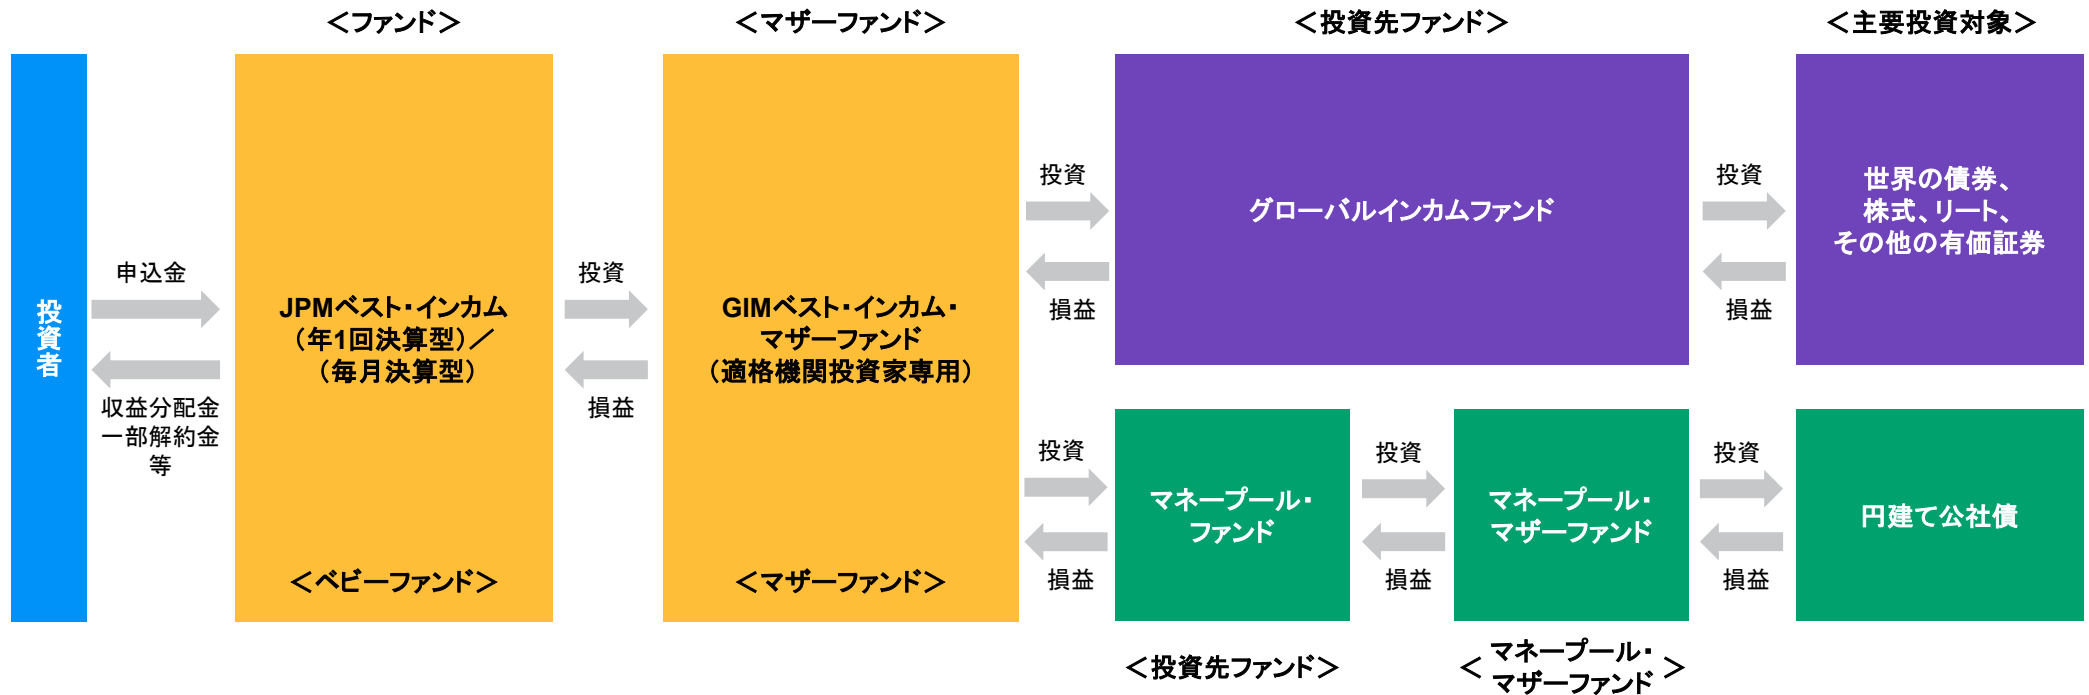 ＜ファンド＞
＜マザーファンド＞
＜投資先ファンド＞
＜主要投資対象＞
投資者
申込金
収益分配金
一部解約金
等
JPMベスト・インカム
（年1回決算型）／
（毎月決算型）
＜ベビーファンド＞
投資
損益
GIMベスト・インカム・
マザーファンド
（適格機関投資家専用）
＜マザーファンド＞
投資
損益
グローバルインカムファンド
投資
損益
世界の債券、
株式、リート、
その他の有価証券
投資
損益
マネープール・
ファンド
投資
損益
マネープール・
マザーファンド
投資
損益
円建て公社債
＜投資先ファンド＞
＜マネープール・
マザーファンド＞